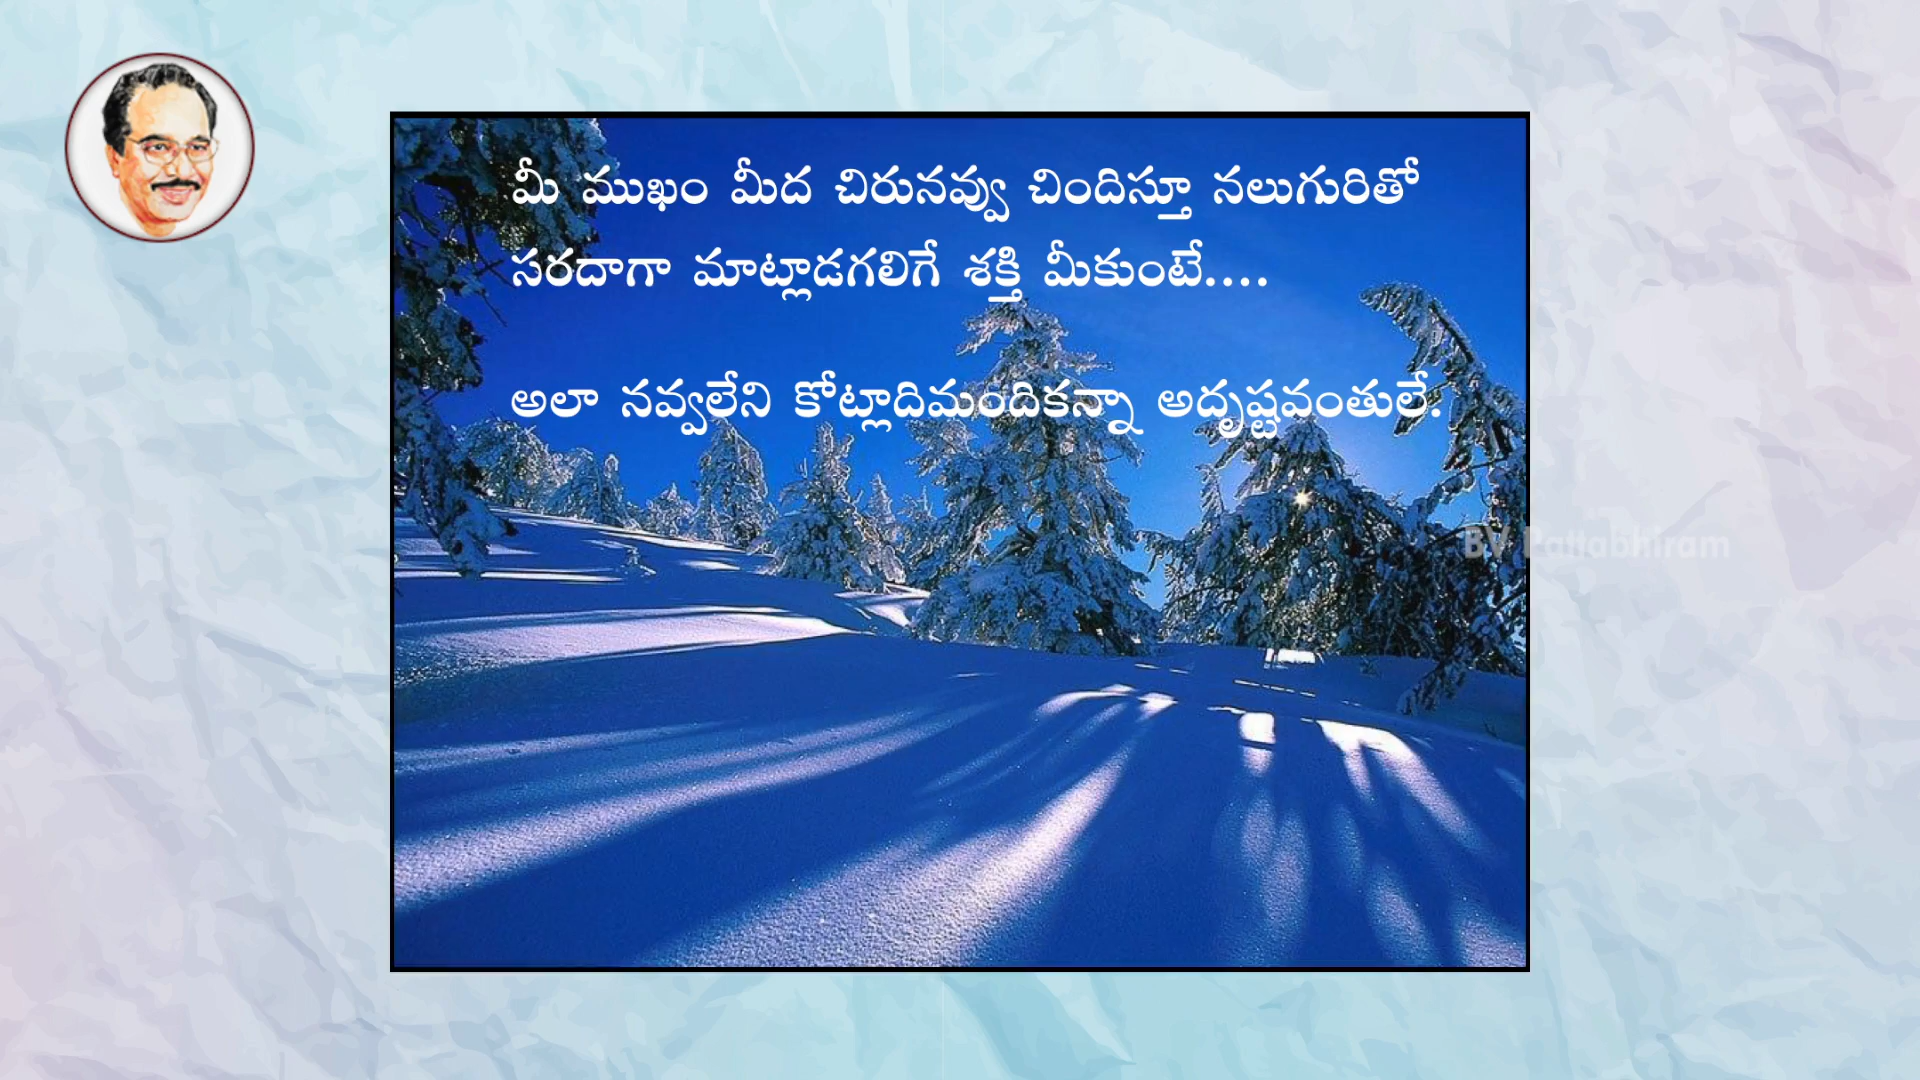 మీ ముఖం మీద చిరునవ్వు చిందిస్తూ నలుగురితో
సరదాగా మాట్లాడగలిగే శక్తి మీకుంటే....
అలా నవ్వలేని కోట్లాదిమందికన్నా అదృష్టవంతులే.
BV Pattabhiram